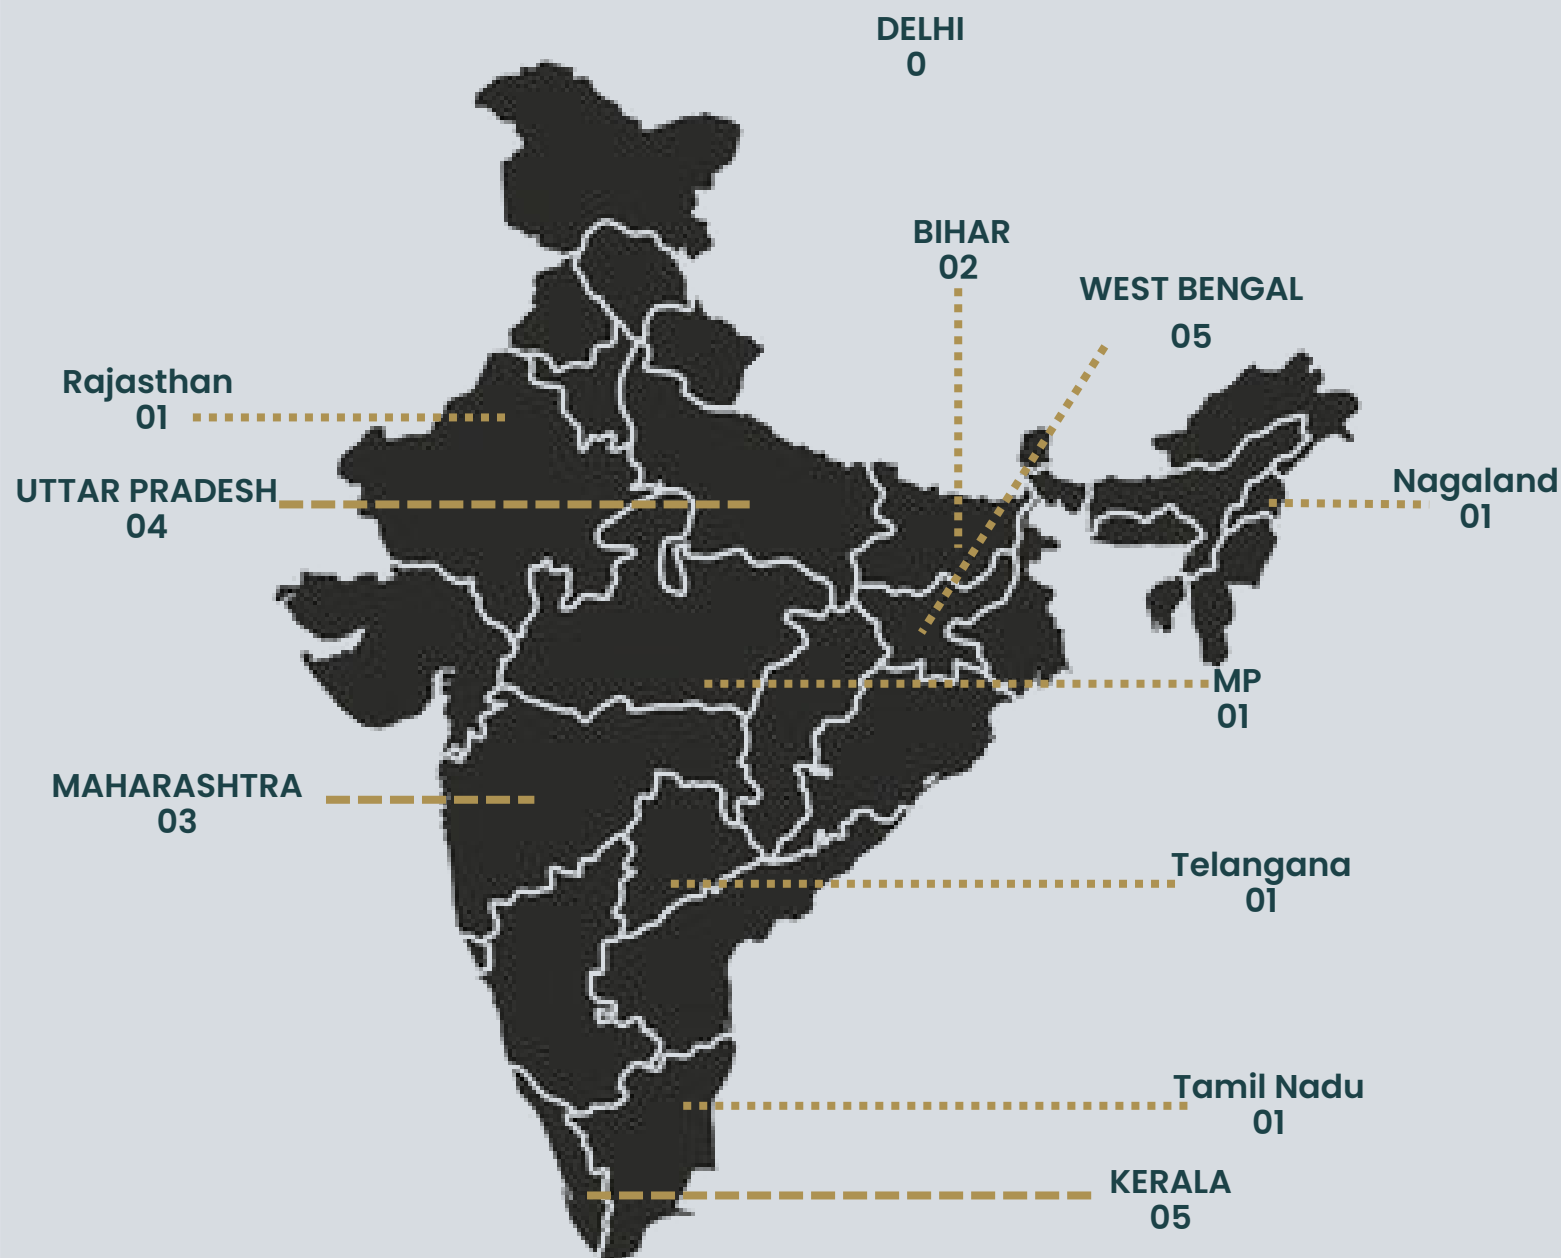 DELHI
0
BIHAR
02
WEST BENGAL
05
Rajasthan
01
UTTAR PRADESH
04
Nagaland
01
MP
01
MAHARASHTRA
03
Telangana
01
Tamil Nadu
01
KERALA
05